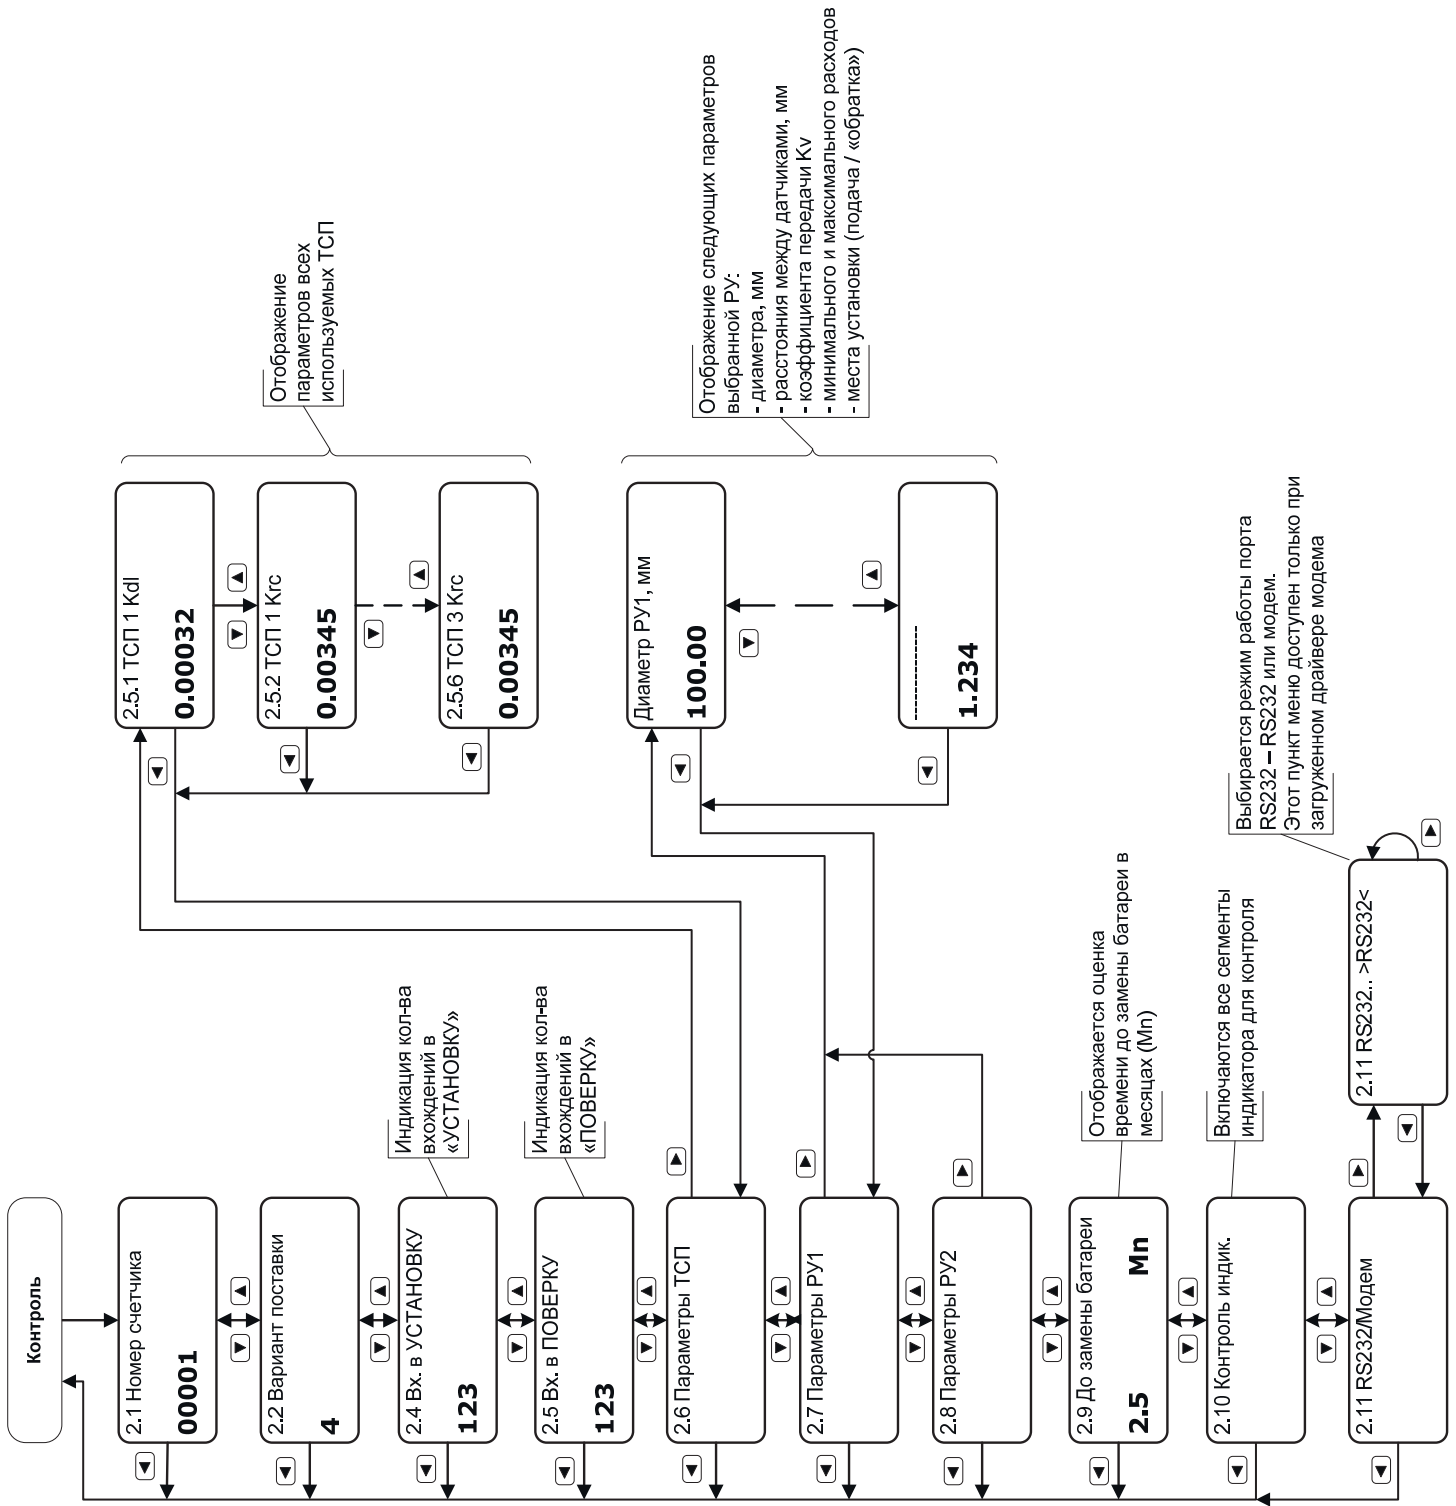 Контроль
2.1 Номер счетчика
00001
2.2 Вариант поставки
4
2.4 Вх. в УСТАНОВКУ
123
Индикация кол-ва
вхождений в
«УСТАНОВКУ»
2.5 Вх. в ПОВЕРКУ
123
Индикация кол-ва
вхождений в
«ПОВЕРКУ»
2.6 Параметры ТСП
2.7 Параметры РУ1
2.8 Параметры РУ2
2.9 До замены батареи
2.5 Mn
Отображается оценка
времени до замены батареи в
месяцах (Mn)
2.10 Контроль индик.
Включаются все сегменты
индикатора для контроля
2.11 RS232/Модем
2.11 RS232.. >RS232<
Выбирается режим работы порта
RS232 – RS232 или модем.
Этот пункт меню доступен только при
загруженном драйвере модема
2.5.1 ТСП 1 Kdl
0.00032
2.5.2 ТСП 1 Krc
0.00345
2.5.6 ТСП 3 Krc
0.00345
Отображение
параметров всех
используемых ТСП
Диаметр РУ1, мм
100.00
----------------
1.234
Отображение следующих параметров
выбранной РУ:
- диаметра, мм
- расстояния между датчиками, мм
- коэффициента передачи Kv
- минимального и максимального расходов
- места установки (подача / «обратка»)